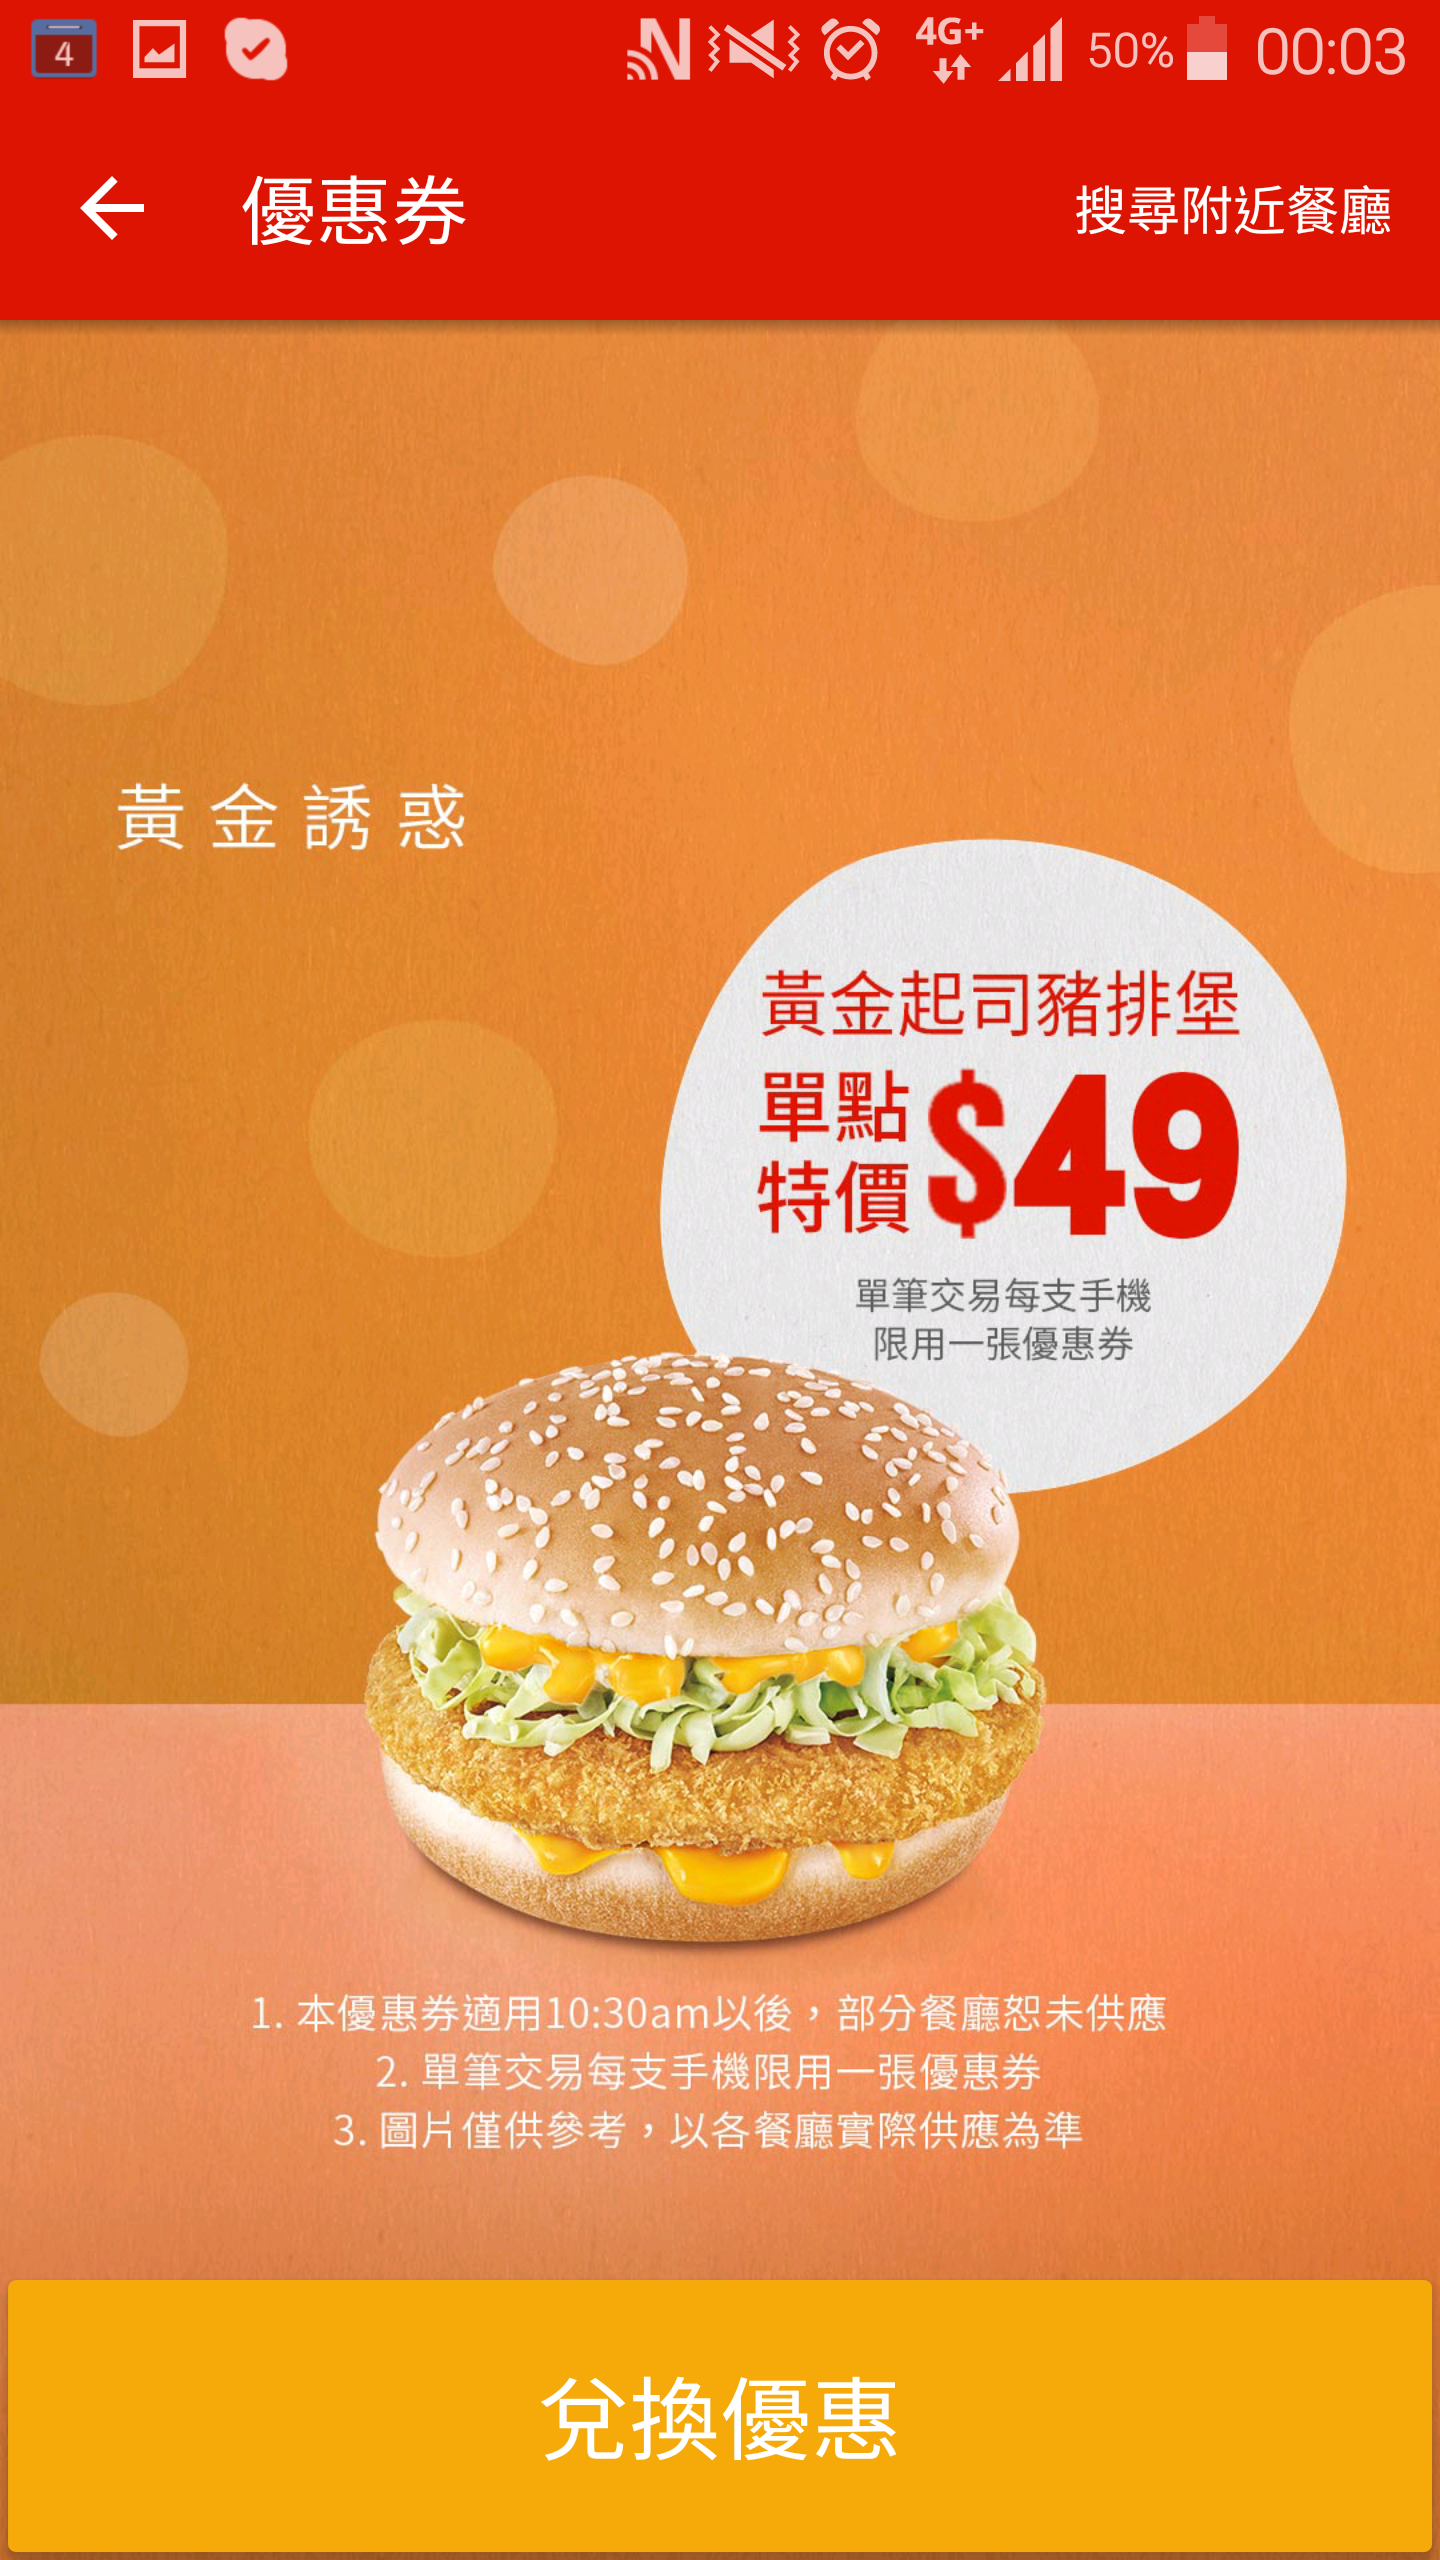 4
4G+
50%
00:03
優惠券
搜尋附近餐廳
黃金誘惑
黃金起司豬排堡
單點
特價
$49
單筆交易每支手機
限用一張優惠券
1. 本優惠券適用10:30am以後，部分餐廳恕未供應
2. 單筆交易每支手機限用一張優惠券
3. 圖片僅供參考，以各餐廳實際供應為準
兌換優惠